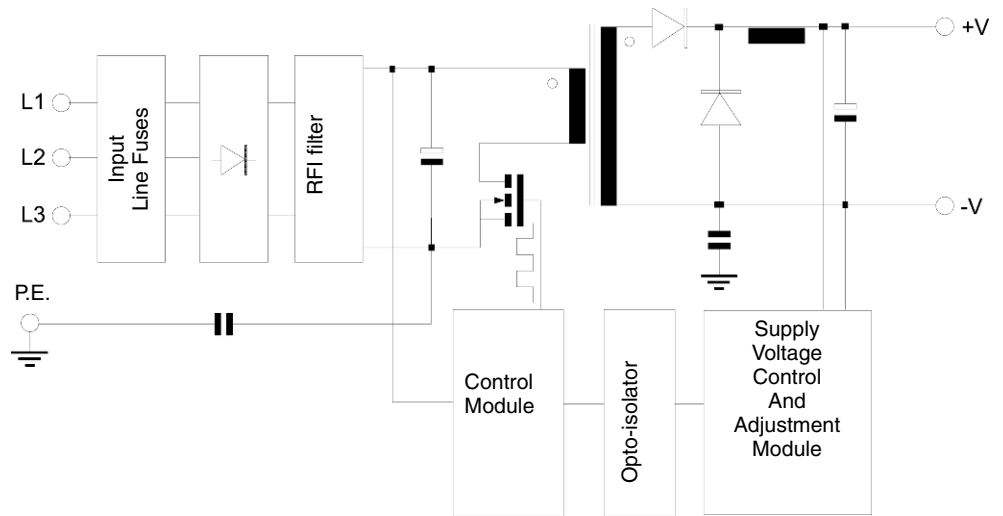 L1
L2
L3
P.E.
Input
Line Fuses
RFI filter
+V
-V
Control
Module
Opto-isolator
Supply
Voltage
Control
And
Adjustment
Module